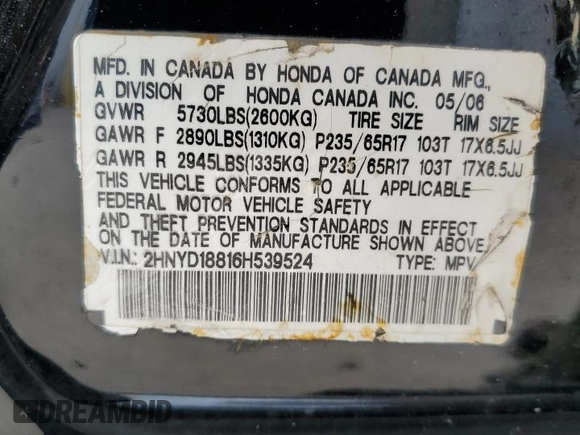 MFD. IN CANADA BY HONDA OF CANADA MFG.,
A DIVISION OF HONDA CANADA INC. 05/06
GVWR 5730LBS(2600KG) TIRE SIZE RIM SIZE
GAWR F 2890LBS(1310KG) P235/65R17 103T 17X6.5JJ
GAWR R 2945LBS(1335KG) P235/65R17 103T 17X6.5JJ
THIS VEHICLE CONFORMS TO ALL APPLICABLE
FEDERAL MOTOR VEHICLE SAFETY
AND THEFT PREVENTION STANDARDS IN EFFECT
ON THE DATE OF MANUFACTURE SHOWN ABOVE.
V.I.N.: 2HNYD18816H539524 TYPE: MPV
DREAMBID